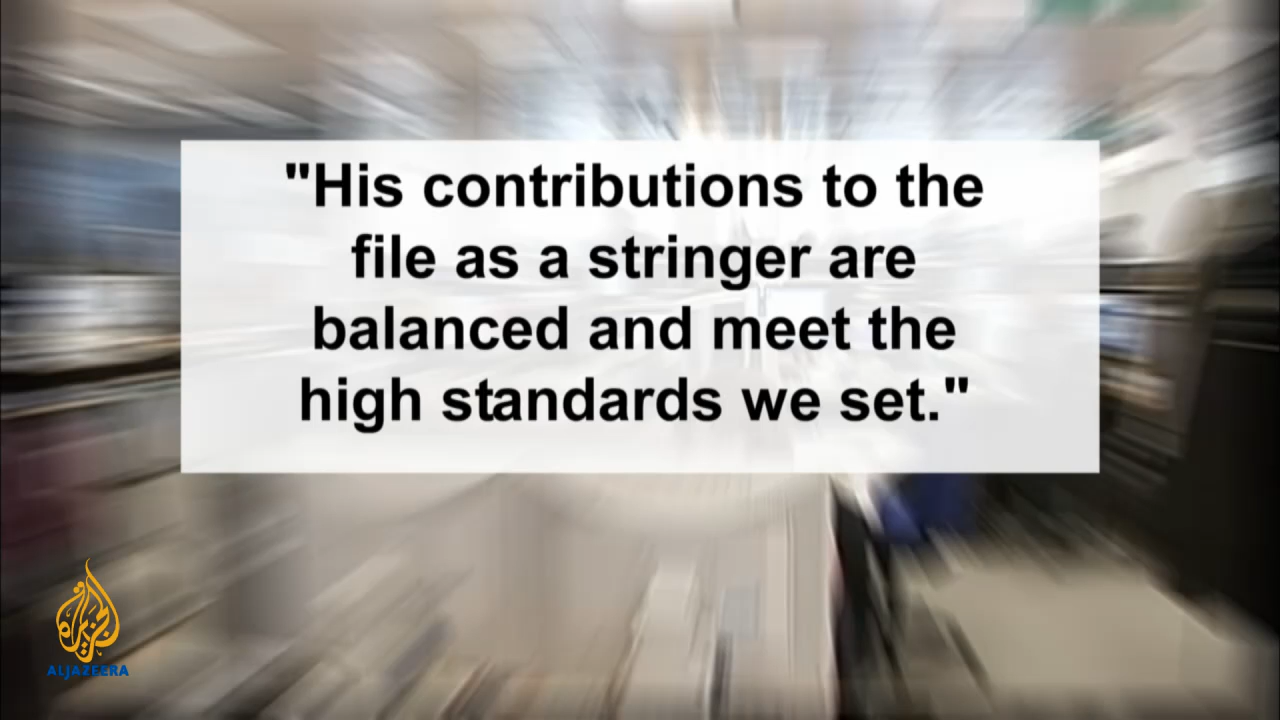 "His contributions to the
file as a stringer are
balanced and meet the
high standards we set."
ALJAZEERA